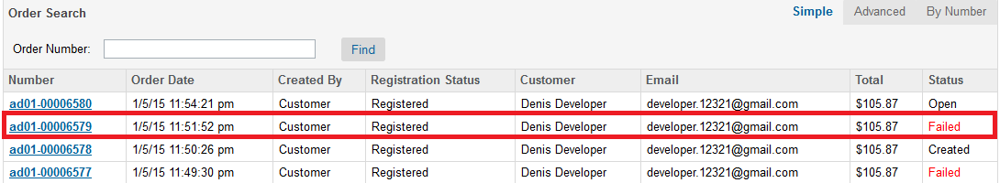 Order Search Simple Advanced By Number
Order Number: Find
Number Order Date Created By Registration Status Customer Email Total Status
ad01-00006580 1/5/15 11:54:21 pm Customer Registered Denis Developer developer.12321@gmail.com $105.87 Open
ad01-00006579 1/5/15 11:51:52 pm Customer Registered Denis Developer developer.12321@gmail.com $105.87 Failed
ad01-00006578 1/5/15 11:50:26 pm Customer Registered Denis Developer developer.12321@gmail.com $105.87 Created
ad01-00006577 1/5/15 11:49:30 pm Customer Registered Denis Developer developer.12321@gmail.com $105.87 Failed